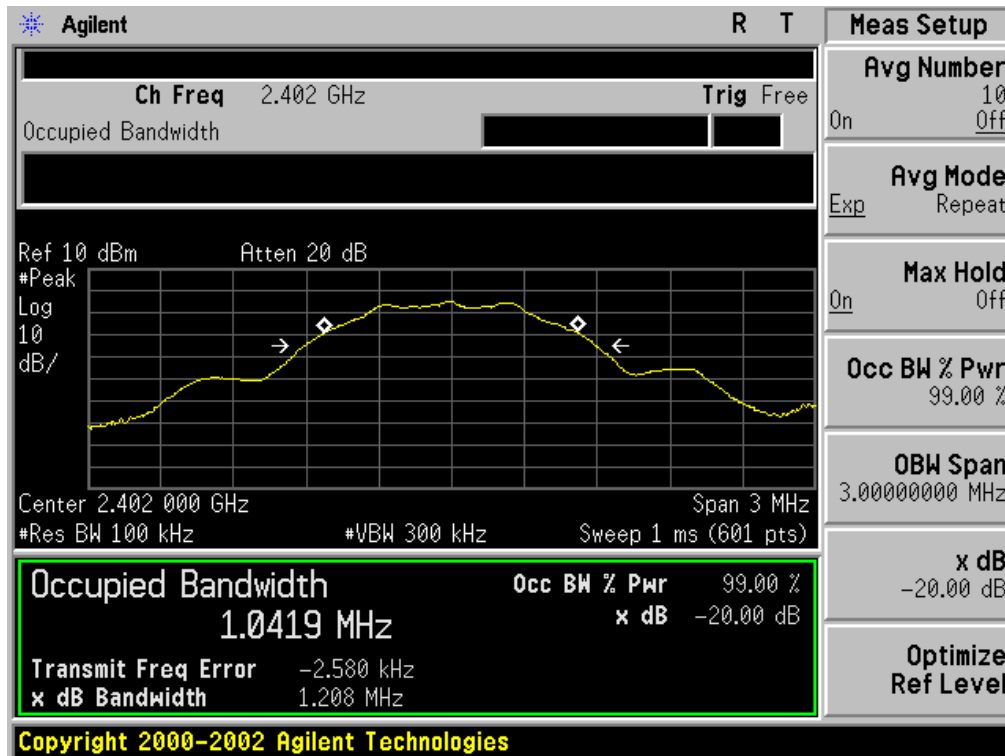 Agilent
R T
Ch Freq 2.402 GHz
Trig Free
Occupied Bandwidth
Ref 10 dBm
Atten 20 dB
#Peak
Log
10
dB/
Center 2.402 000 GHz
Span 3 MHz
#Res BW 100 kHz
#VBW 300 kHz
Sweep 1 ms (601 pts)
Occupied Bandwidth
1.0419 MHz
Occ BW % Pwr 99.00 %
x dB -20.00 dB
Transmit Freq Error -2.580 kHz
x dB Bandwidth 1.208 MHz
Copyright 2000-2002 Agilent Technologies
Meas Setup
Avg Number
10
On Off
Avg Mode
Exp Repeat
Max Hold
On Off
Occ BW % Pwr
99.00 %
OBW Span
3.00000000 MHz
x dB
-20.00 dB
Optimize
Ref Level